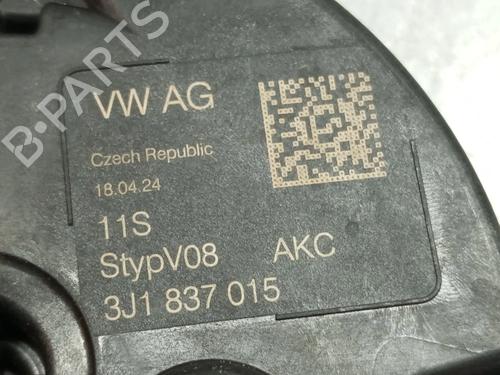 VW AG
Czech Republic
18.04.24
11S
StypV08 AKC
3J1 837 015
B-PARTS